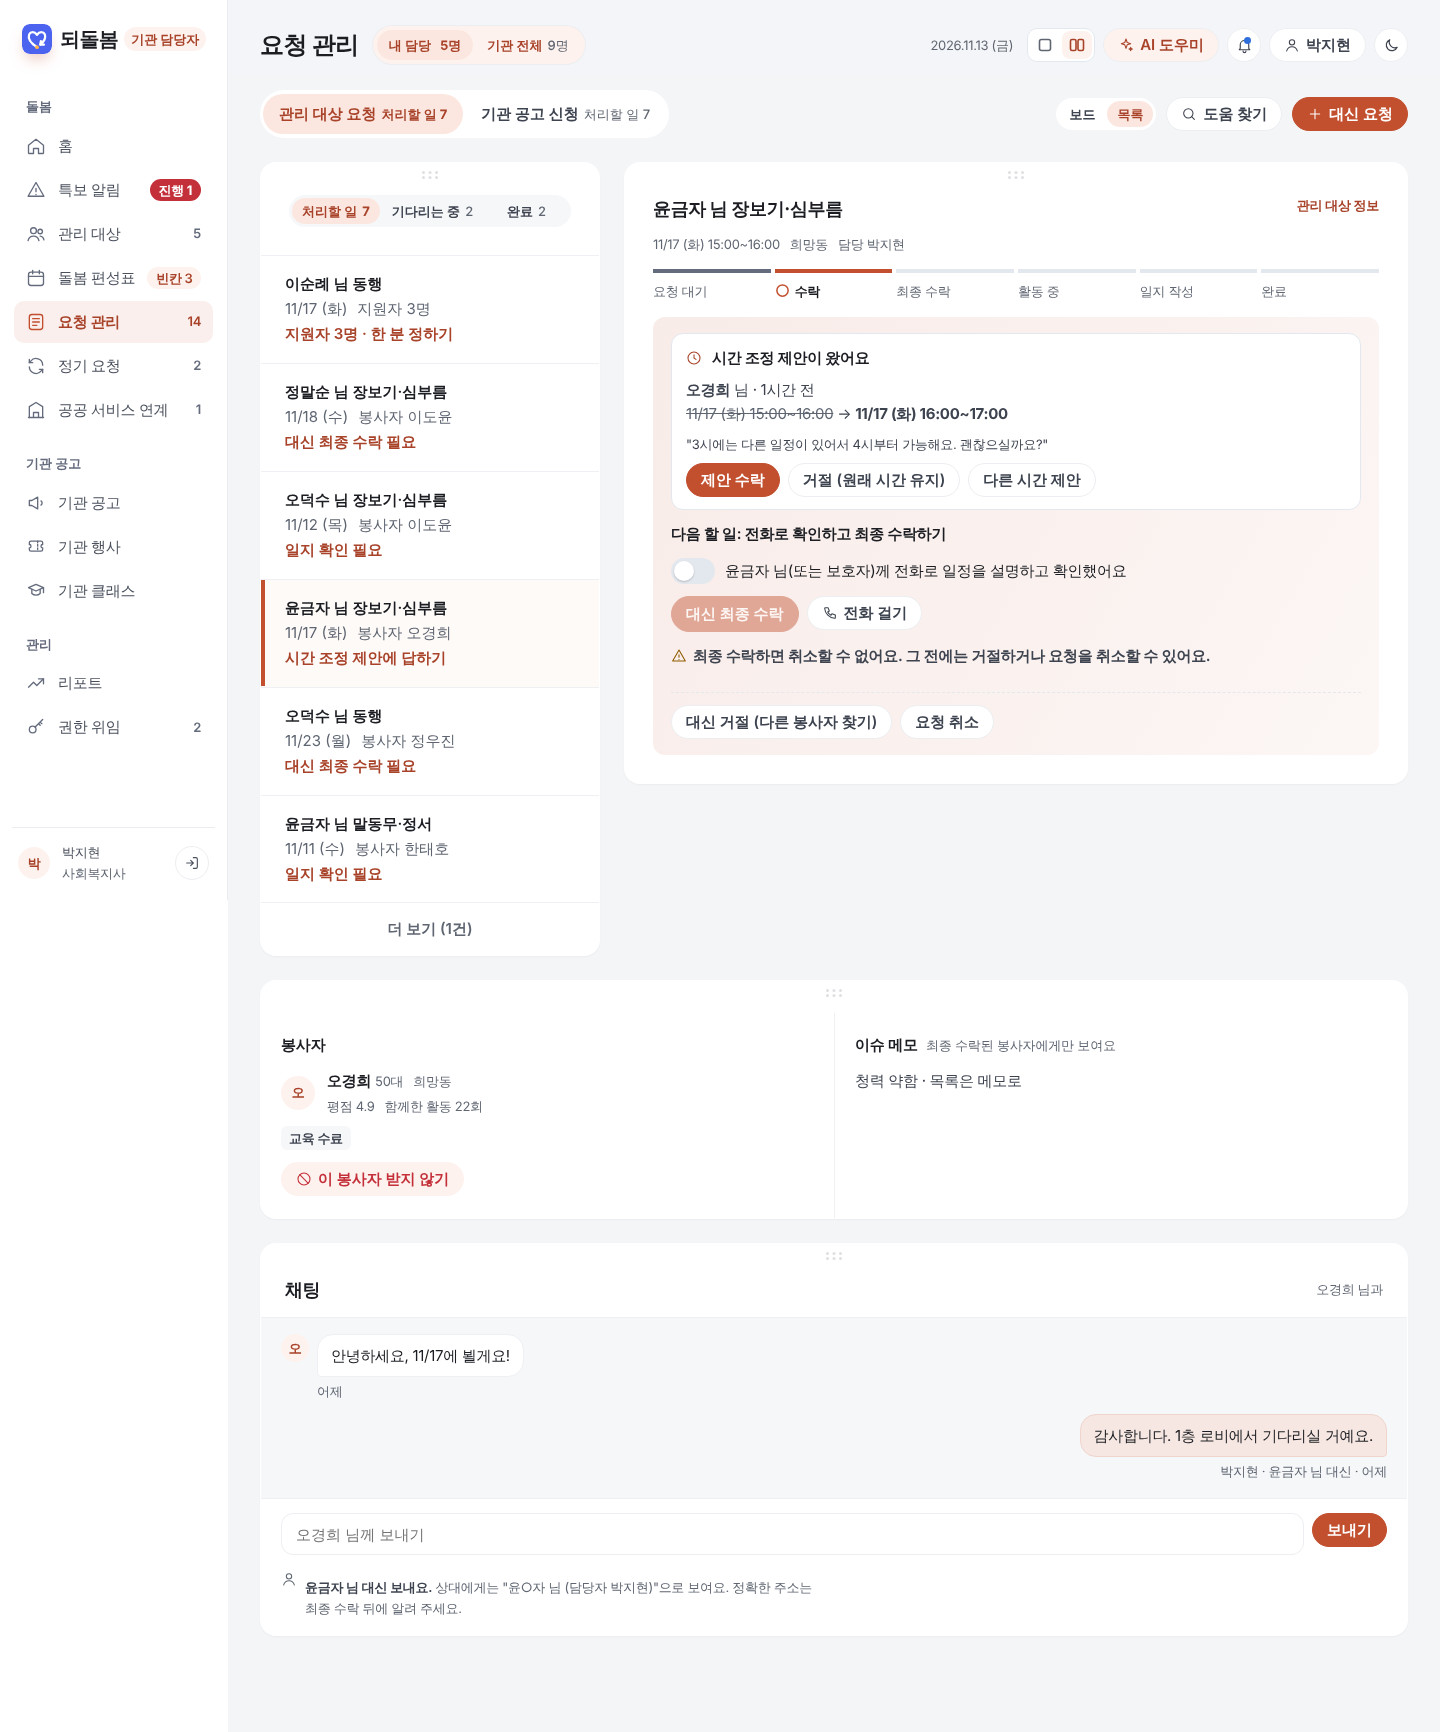 되돌봄 기관 담당자
돌봄
홈
특보 알림 진행 1
관리 대상 5
돌봄 편성표 빈칸 3
요청 관리 14
정기 요청 2
공공 서비스 연계 1
기관 공고
기관 공고
기관 행사
기관 클래스
관리
리포트
권한 위임 2
박 박지현
사회복지사
요청 관리 내 담당 5명 기관 전체 9명
2026.11.13 (금) AI 도우미 박지현
관리 대상 요청 처리할 일 7 기관 공고 신청 처리할 일 7
보드 목록 도움 찾기 대신 요청
처리할 일 7 기다리는 중 2 완료 2
이순례 님 동행
11/17 (화) 지원자 3명
지원자 3명 · 한 분 정하기
정말순 님 장보기·심부름
11/18 (수) 봉사자 이도윤
대신 최종 수락 필요
오덕수 님 장보기·심부름
11/12 (목) 봉사자 이도윤
일지 확인 필요
윤금자 님 장보기·심부름
11/17 (화) 봉사자 오경희
시간 조정 제안에 답하기
오덕수 님 동행
11/23 (월) 봉사자 정우진
대신 최종 수락 필요
윤금자 님 말동무·정서
11/11 (수) 봉사자 한태호
일지 확인 필요
더 보기 (1건)
윤금자 님 장보기·심부름 관리 대상 정보
11/17 (화) 15:00~16:00 희망동 담당 박지현
요청 대기 수락 최종 수락 활동 중 일지 작성 완료
시간 조정 제안이 왔어요
오경희 님 · 1시간 전
11/17 (화) 15:00~16:00 → 11/17 (화) 16:00~17:00
"3시에는 다른 일정이 있어서 4시부터 가능해요. 괜찮으실까요?"
제안 수락 거절 (원래 시간 유지) 다른 시간 제안
다음 할 일: 전화로 확인하고 최종 수락하기
윤금자 님(또는 보호자)께 전화로 일정을 설명하고 확인했어요
대신 최종 수락 전화 걸기
최종 수락하면 취소할 수 없어요. 그 전에는 거절하거나 요청을 취소할 수 있어요.
대신 거절 (다른 봉사자 찾기) 요청 취소
봉사자
오 오경희 50대 희망동
평점 4.9 함께한 활동 22회
교육 수료
이 봉사자 받지 않기
이슈 메모 최종 수락된 봉사자에게만 보여요
청력 약함 · 목록은 메모로
채팅 오경희 님과
오 안녕하세요, 11/17에 뵐게요!
어제
감사합니다. 1층 로비에서 기다리실 거예요.
박지현 · 윤금자 님 대신 · 어제
오경희 님께 보내기 보내기
윤금자 님 대신 보내요. 상대에게는 "윤○자 님 (담당자 박지현)"으로 보여요. 정확한 주소는
최종 수락 뒤에 알려 주세요.